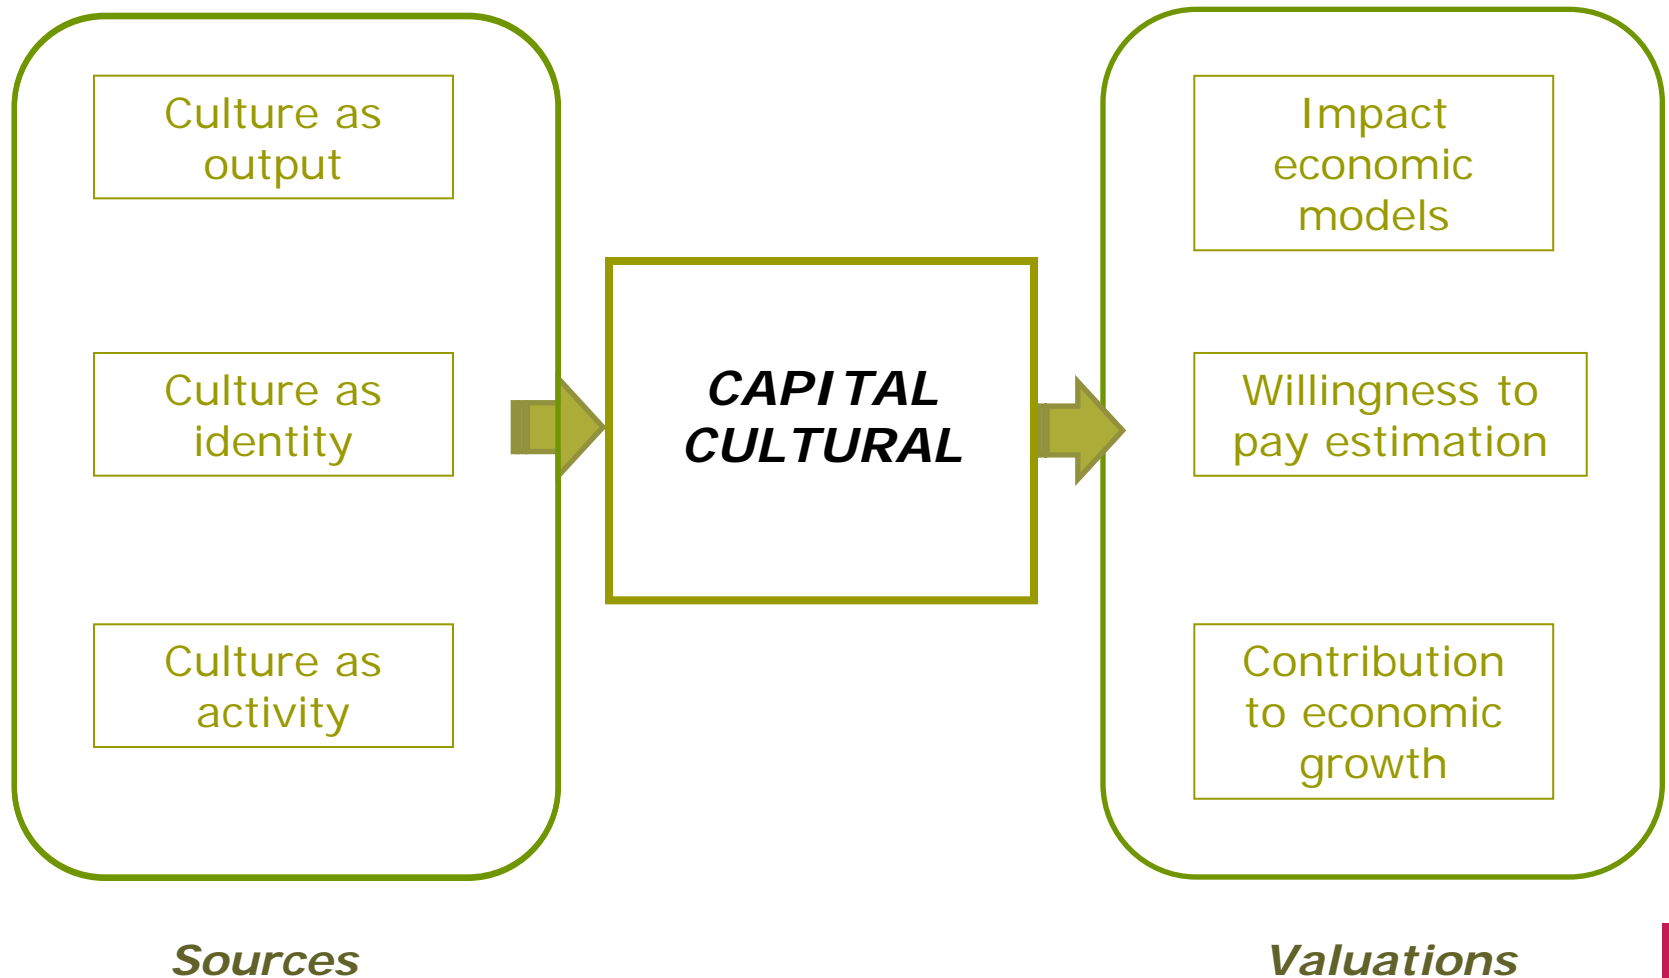 Culture as
output
Culture as
identity
Culture as
activity
Sources
CAPITAL
CULTURAL
Impact
economic
models
Willingness to
pay estimation
Contribution
to economic
growth
Valuations